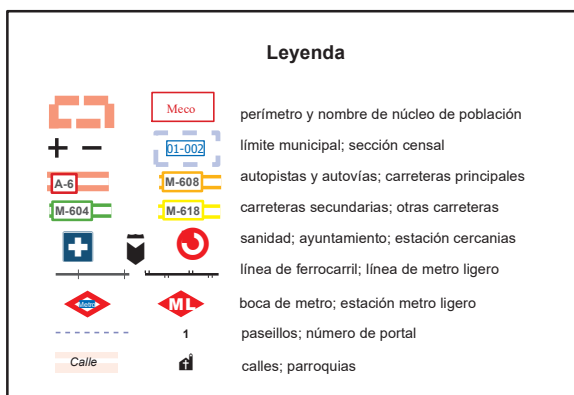 Leyenda
Meco perímetro y nombre de núcleo de población
01-002 límite municipal; sección censal
A-6 M-608 autopistas y autovías; carreteras principales
M-604 M-618 carreteras secundarias; otras carreteras
sanidad; ayuntamiento; estación cercanias
línea de ferrocarril; línea de metro ligero
Metro ML boca de metro; estación metro ligero
1 paseillos; número de portal
Calle calles; parroquias